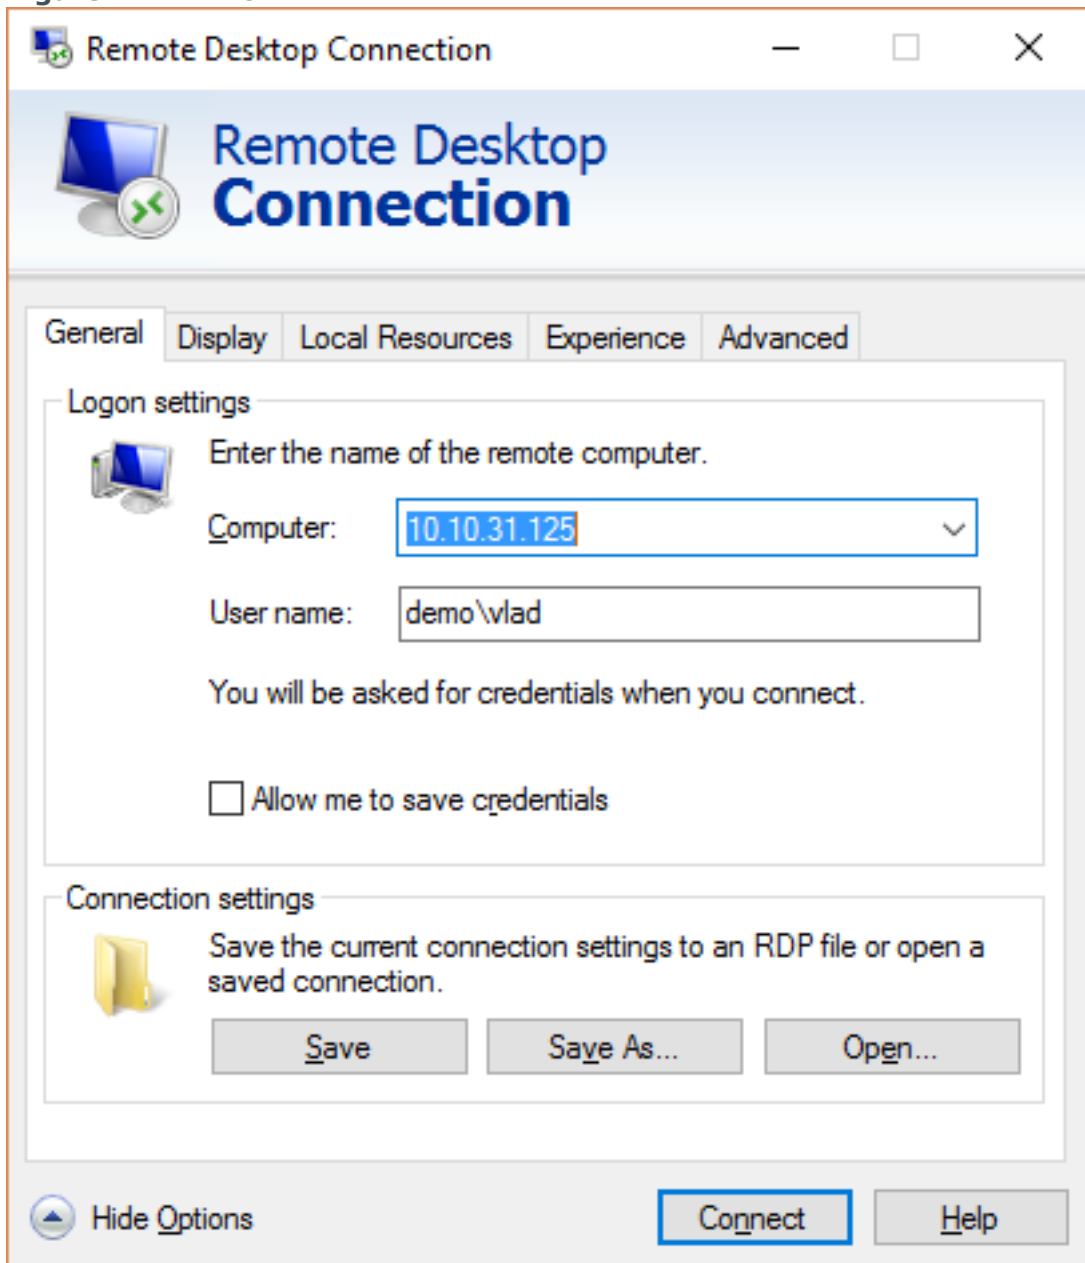 Remote Desktop Connection
Remote Desktop
Connection
General Display Local Resources Experience Advanced
Logon settings
Enter the name of the remote computer.
Computer: 10.10.31.125
User name: demo\vlad
You will be asked for credentials when you connect.
Allow me to save credentials
Connection settings
Save the current connection settings to an RDP file or open a
saved connection.
Save Save As... Open...
Hide Options Connect Help